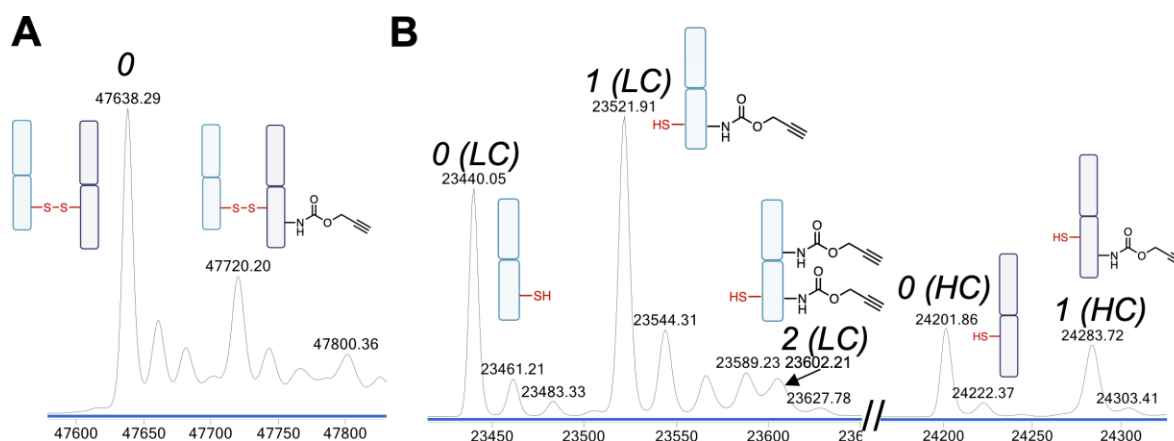 A
0
47638.29
S-S
S-S
NH
O
O
47720.20
47800.36
47600
47650
47700
47750
47800
B
0 (LC)
23440.05
SH
23461.21
23483.33
1 (LC)
23521.91
HS
N
H
O
O
23544.31
HS
N
H
O
O
N
H
O
O
2 (LC)
23589.23 23602.21
23627.78
23450
23500
23550
23600
236
//
0 (HC)
24201.86
HS
24222.37
1 (HC)
24283.72
HS
N
H
O
O
24303.41
24200
24250
24300